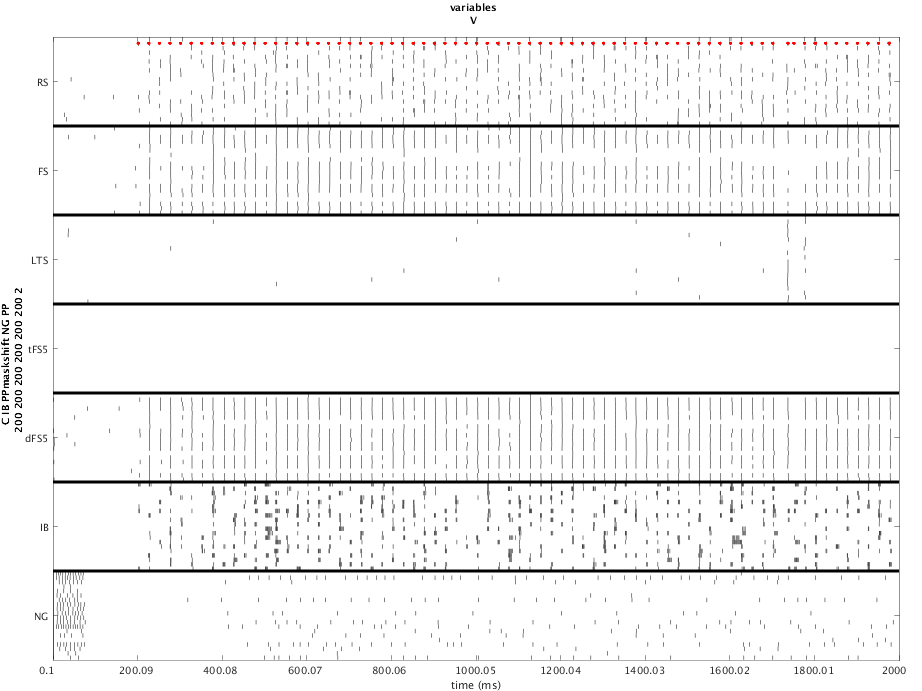 variables
V
RS
FS
LTS
tFS5
dFS5
IB
NG
C IB PPmaskshift NG PP
200 200 200 200 200 200 2
0.1
200.09
400.08
600.07
800.06
1000.05
1200.04
1400.03
1600.02
1800.01
2000
time (ms)